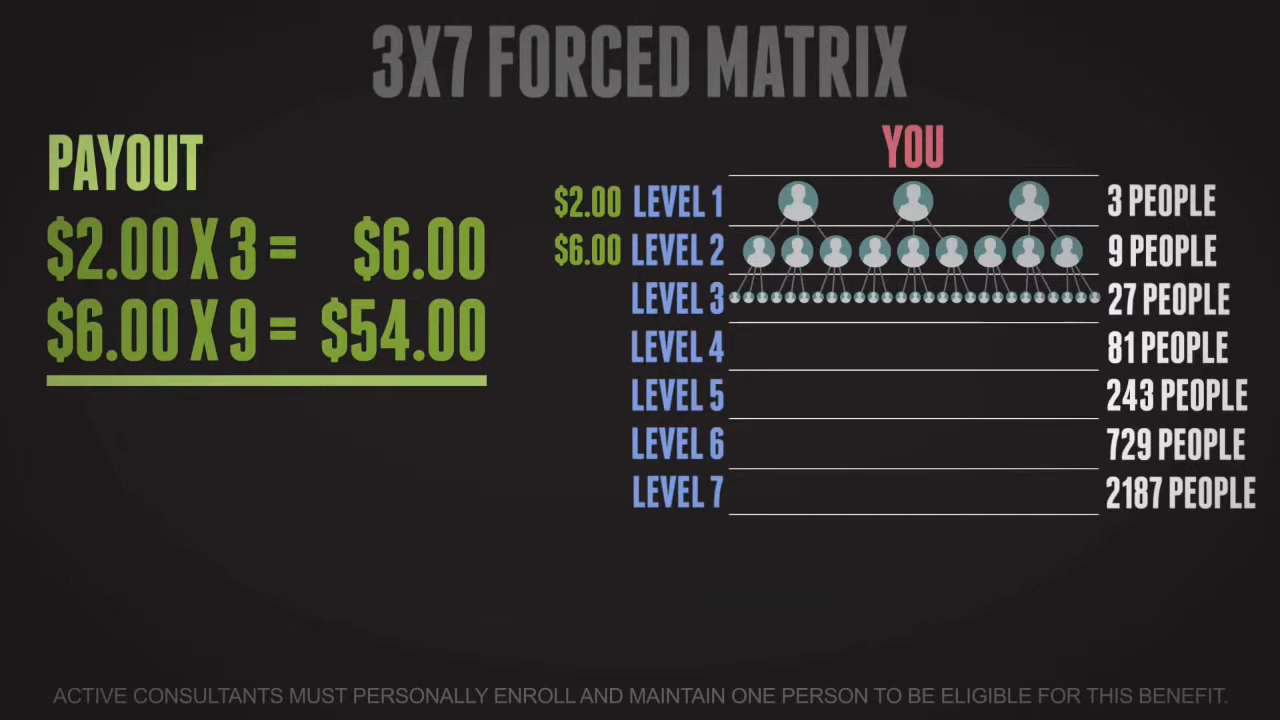 3X7 FORCED MATRIX
PAYOUT
$2.00 X 3 = $6.00
$6.00 X 9 = $54.00
YOU
$2.00 LEVEL 1 3 PEOPLE
$6.00 LEVEL 2 9 PEOPLE
LEVEL 3 27 PEOPLE
LEVEL 4 81 PEOPLE
LEVEL 5 243 PEOPLE
LEVEL 6 729 PEOPLE
LEVEL 7 2187 PEOPLE
ACTIVE CONSULTANTS MUST PERSONALLY ENROLL AND MAINTAIN ONE PERSON TO BE ELIGIBLE FOR THIS BENEFIT.